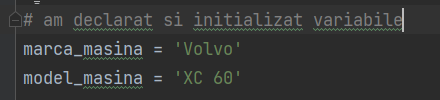 # am declarat si initializat variabile
marca_masina = 'Volvo'
model_masina = 'XC 60'